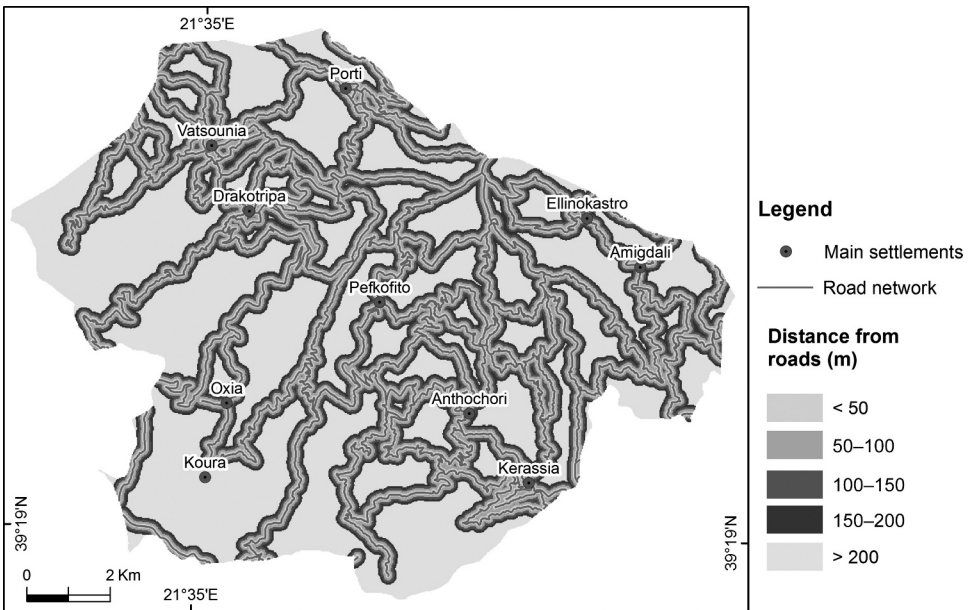 21°35'E
Porti
Vatsounia
Drakotripa
Ellinokastro
Amigdali
Pefkofito
Oxia
Anthochori
Koura
Kerassia
39°19'N
39°19'N
0 2 Km
21°35'E
Legend
Main settlements
Road network
Distance from
roads (m)
< 50
50–100
100–150
150–200
> 200